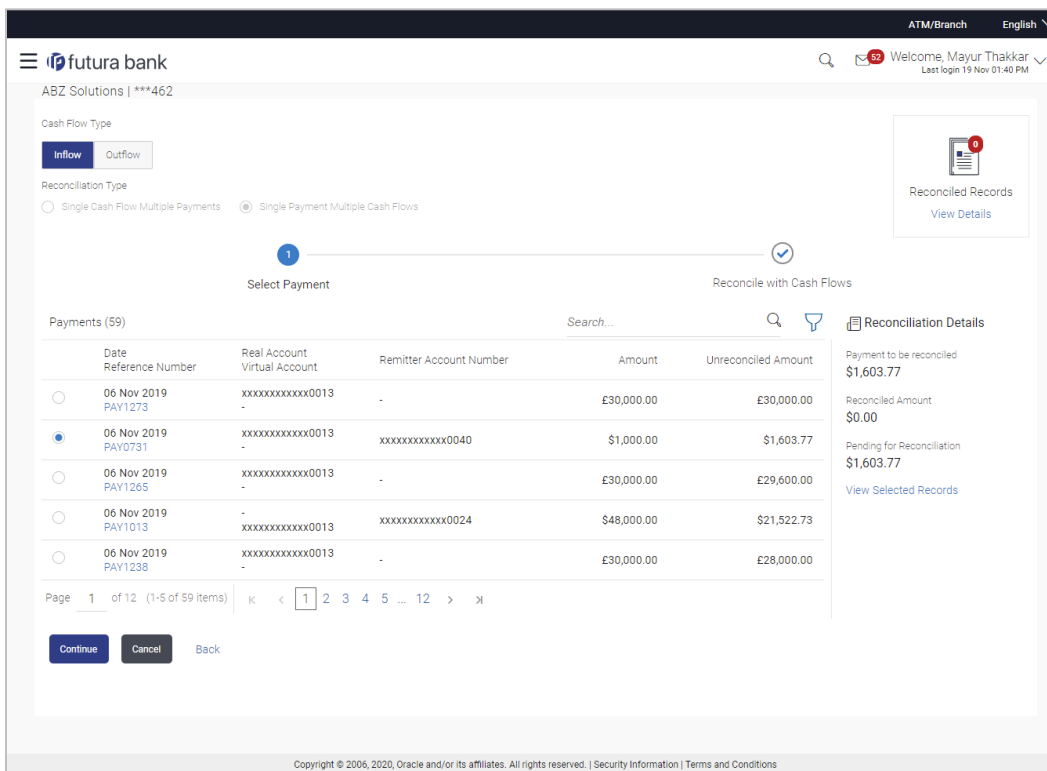 ATM/Branch English
futura bank
52
Welcome, Mayur Thakkar
Last login 19 Nov 01:40 PM
ABZ Solutions | ***462
Cash Flow Type
Inflow Outflow
Reconciliation Type
Single Cash Flow Multiple Payments Single Payment Multiple Cash Flows
0
Reconciled Records
View Details
1
Select Payment
Reconcile with Cash Flows
Payments (59)
Search...
Date
Reference Number
Real Account
Virtual Account
Remitter Account Number
Amount
Unreconciled Amount
06 Nov 2019 xxxxxxxxxxxx0013 - £30,000.00 £30,000.00
PAY1273 -
06 Nov 2019 xxxxxxxxxxxx0013 xxxxxxxxxxxx0040 $1,000.00 $1,603.77
PAY0731 -
06 Nov 2019 xxxxxxxxxxxx0013 - £30,000.00 £29,600.00
PAY1265 -
06 Nov 2019 - xxxxxxxxxxxx0024 $48,000.00 $21,522.73
PAY1013 xxxxxxxxxxxx0013
06 Nov 2019 xxxxxxxxxxxx0013 - £30,000.00 £28,000.00
PAY1238 -
Page 1 of 12 (1-5 of 59 items) 1 2 3 4 5 ... 12
Reconciliation Details
Payment to be reconciled
$1,603.77
Reconciled Amount
$0.00
Pending for Reconciliation
$1,603.77
View Selected Records
Continue Cancel Back
Copyright © 2006, 2020, Oracle and/or its affiliates. All rights reserved. | Security Information | Terms and Conditions